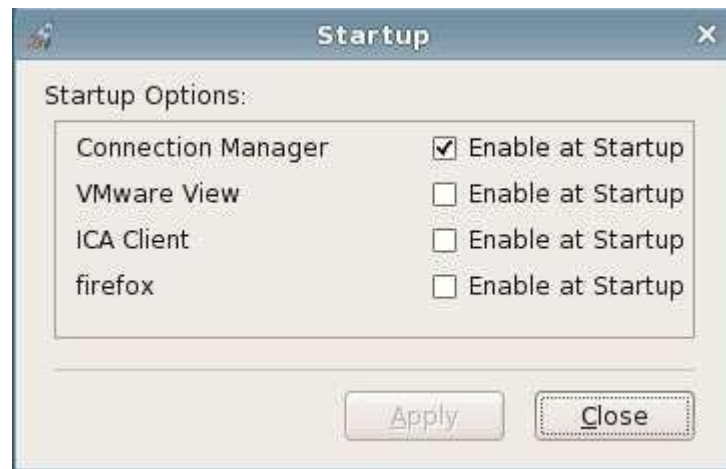 Startup
Startup Options:
Connection Manager Enable at Startup
VMware View Enable at Startup
ICA Client Enable at Startup
firefox Enable at Startup
Apply Close